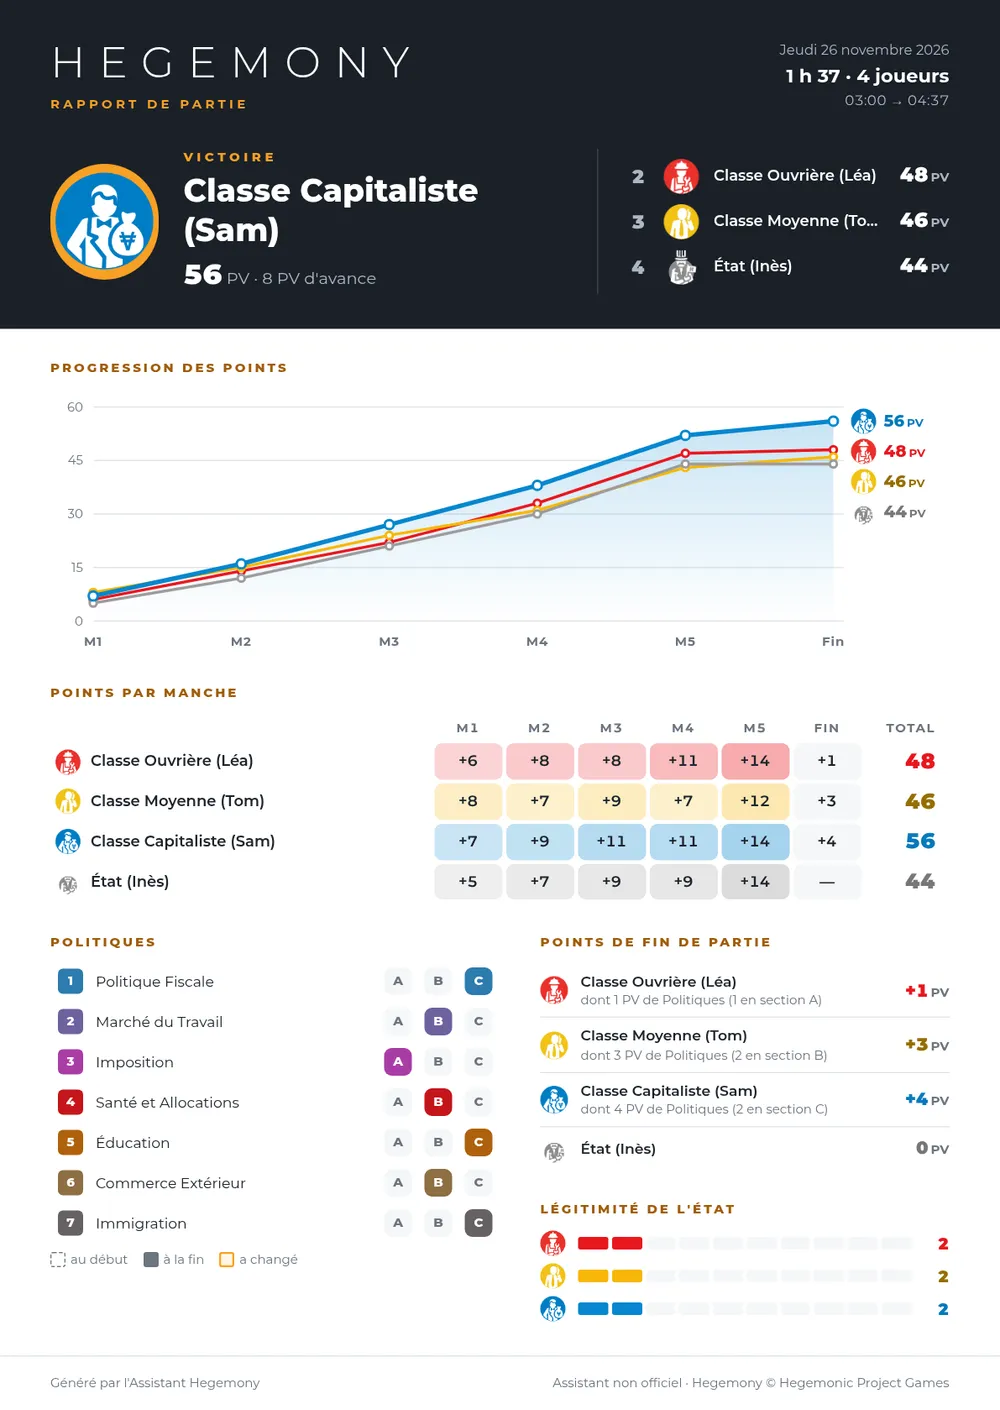 HEGEMONY
RAPPORT DE PARTIE
Jeudi 26 novembre 2026
1 h 37 · 4 joueurs
03:00 → 04:37
VICTOIRE
Classe Capitaliste
(Sam)
56 PV · 8 PV d'avance
2 Classe Ouvrière (Léa) 48 PV
3 Classe Moyenne (To... 46 PV
4 État (Inès) 44 PV
PROGRESSION DES POINTS
60
45
30
15
0
M1 M2 M3 M4 M5 Fin
56 PV
48 PV
46 PV
44 PV
POINTS PAR MANCHE
M1 M2 M3 M4 M5 FIN TOTAL
Classe Ouvrière (Léa) +6 +8 +8 +11 +14 +1 48
Classe Moyenne (Tom) +8 +7 +9 +7 +12 +3 46
Classe Capitaliste (Sam) +7 +9 +11 +11 +14 +4 56
État (Inès) +5 +7 +9 +9 +14 — 44
POLITIQUES
1 Politique Fiscale A B C
2 Marché du Travail A B C
3 Imposition A B C
4 Santé et Allocations A B C
5 Éducation A B C
6 Commerce Extérieur A B C
7 Immigration A B C
au début à la fin a changé
POINTS DE FIN DE PARTIE
Classe Ouvrière (Léa)
dont 1 PV de Politiques (1 en section A)
+1 PV
Classe Moyenne (Tom)
dont 3 PV de Politiques (2 en section B)
+3 PV
Classe Capitaliste (Sam)
dont 4 PV de Politiques (2 en section C)
+4 PV
État (Inès) 0 PV
LÉGITIMITÉ DE L'ÉTAT
2
2
2
Généré par l'Assistant Hegemony
Assistant non officiel · Hegemony © Hegemonic Project Games